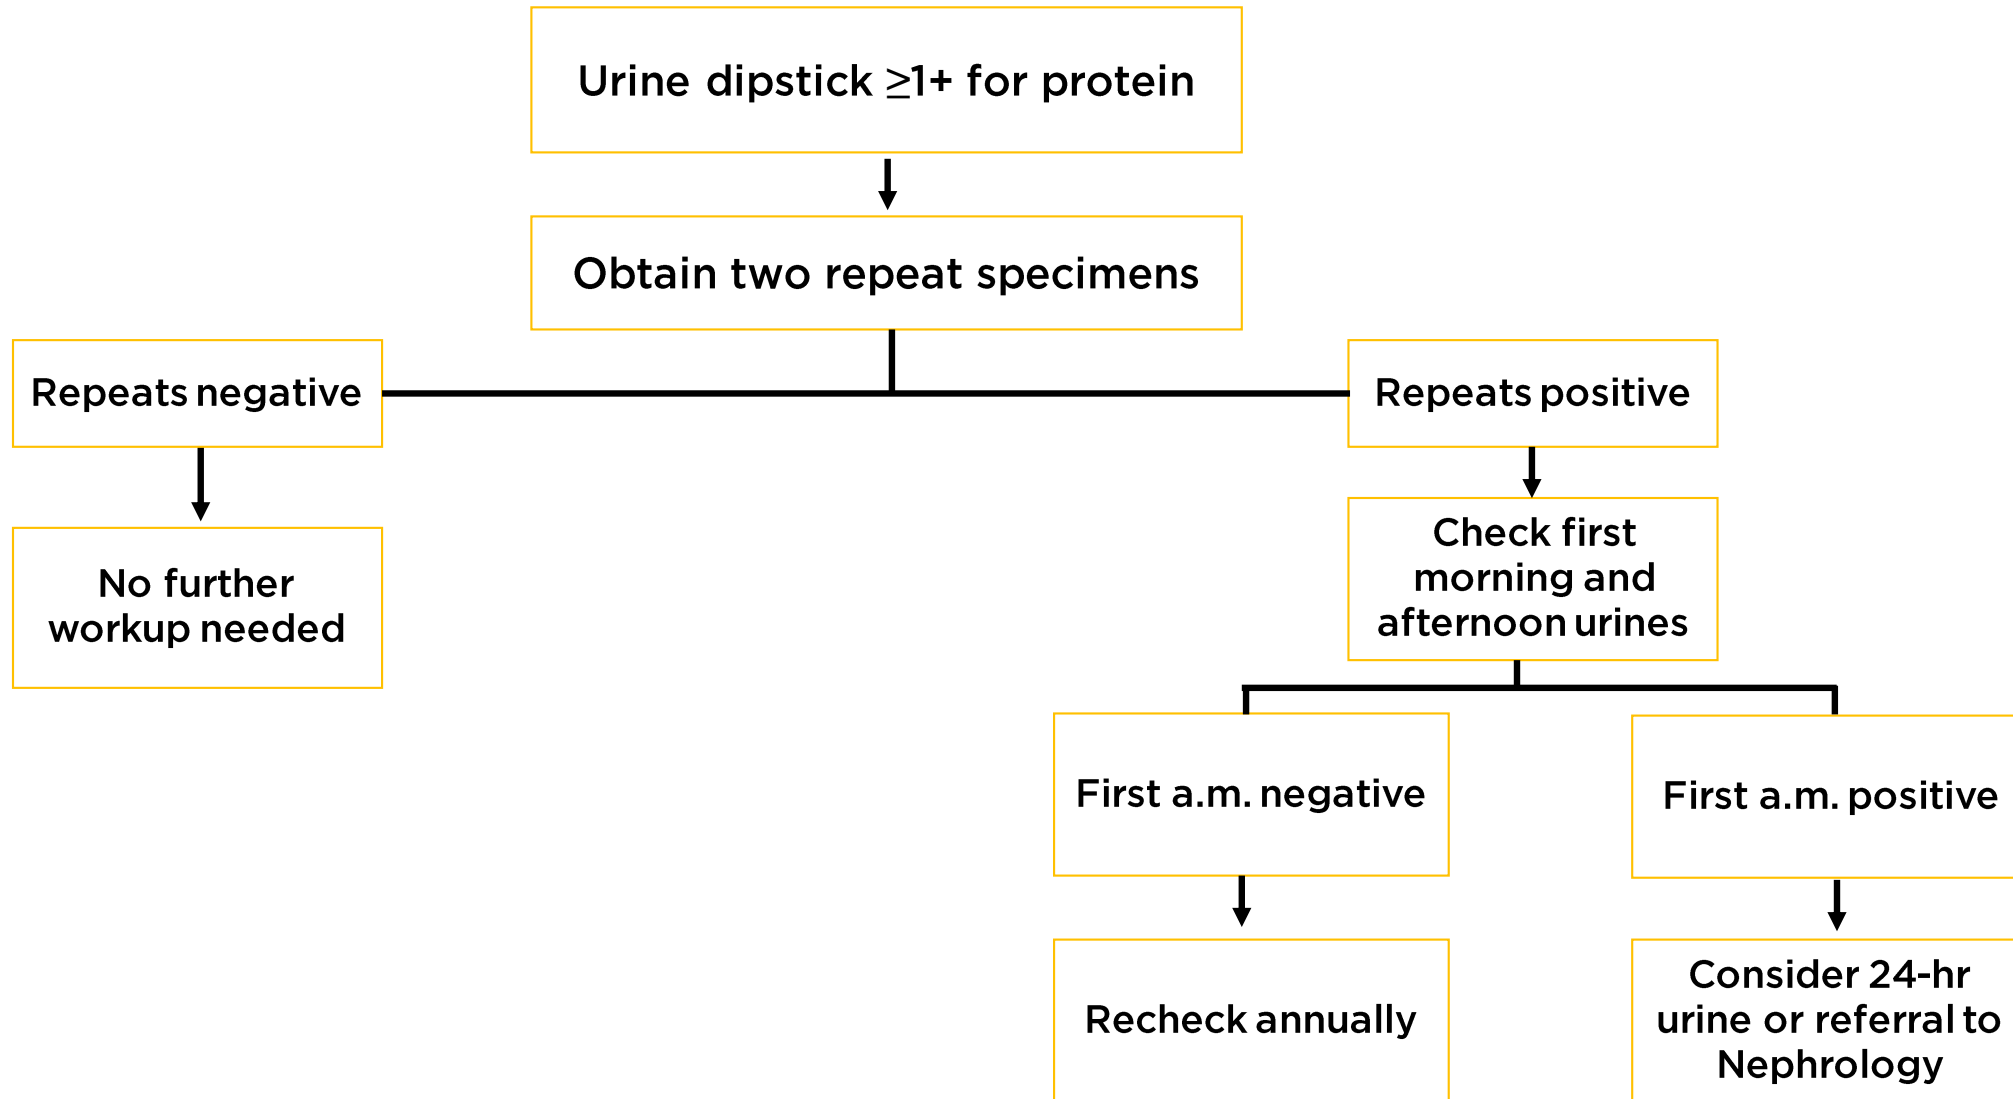 Urine dipstick ≥1+ for protein
Obtain two repeat specimens
Repeats negative
Repeats positive
No further
workup needed
Check first
morning and
afternoon urines
First a.m. negative
First a.m. positive
Recheck annually
Consider 24-hr
urine or referral to
Nephrology